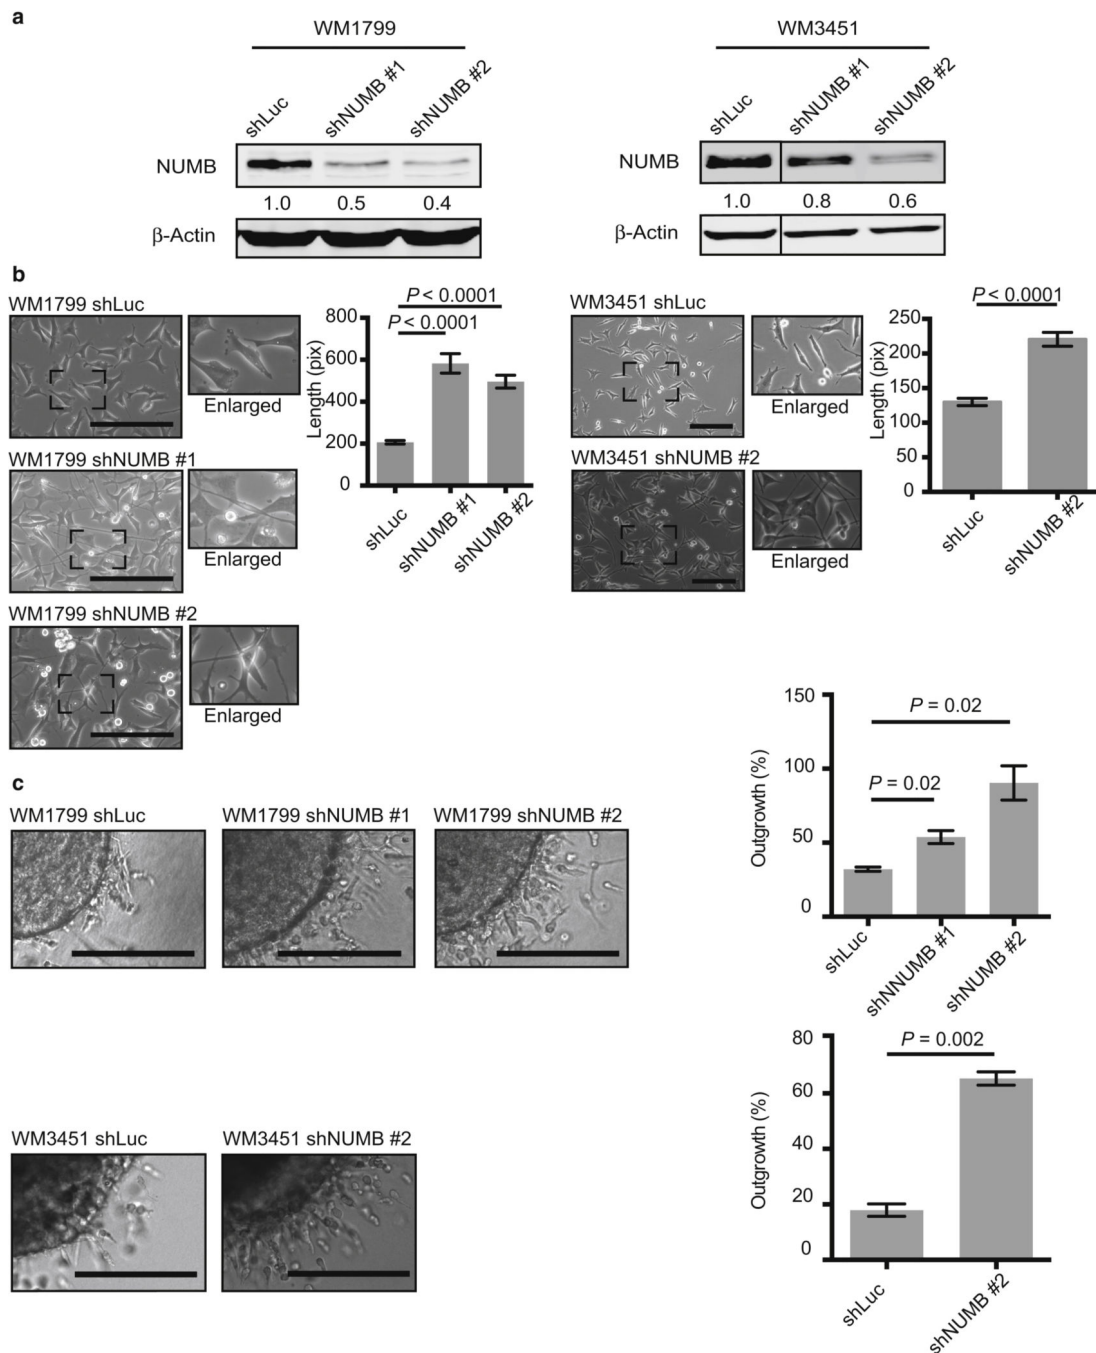 a
WM1799
shLuc
shNUMB #1
shNUMB #2
NUMB
1.0 0.5 0.4
β-Actin
WM3451
shLuc
shNUMB #1
shNUMB #2
NUMB
1.0 0.8 0.6
β-Actin
b
WM1799 shLuc
Enlarged
WM1799 shNUMB #1
Enlarged
WM1799 shNUMB #2
Enlarged
P < 0.0001
P < 0.0001
Length (pix)
800
600
400
200
0
shLuc
shNUMB #1
shNUMB #2
WM3451 shLuc
Enlarged
WM3451 shNUMB #2
Enlarged
P < 0.0001
Length (pix)
250
200
150
100
50
0
shLuc
shNUMB #2
c
WM1799 shLuc
WM1799 shNUMB #1
WM1799 shNUMB #2
P = 0.02
P = 0.02
Outgrowth (%)
150
100
50
0
shLuc
shNNUMB #1
shNUMB #2
WM3451 shLuc
WM3451 shNUMB #2
P = 0.002
Outgrowth (%)
80
60
40
20
0
shLuc
shNUMB #2